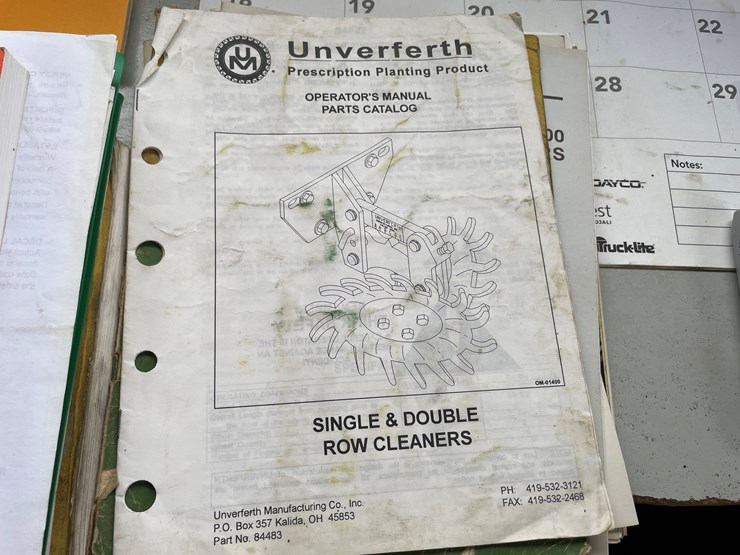 19
20
21
22
28
29
UM
Unverferth
Prescription Planting Product
OPERATOR'S MANUAL
PARTS CATALOG
OM-01400
SINGLE & DOUBLE
ROW CLEANERS
Unverferth Manufacturing Co., Inc.
P.O. Box 357 Kalida, OH 45853
Part No. 84483
PH: 419-532-3121
FAX: 419-532-2468
00
S
Notes:
DAYCO
Truck-Lite